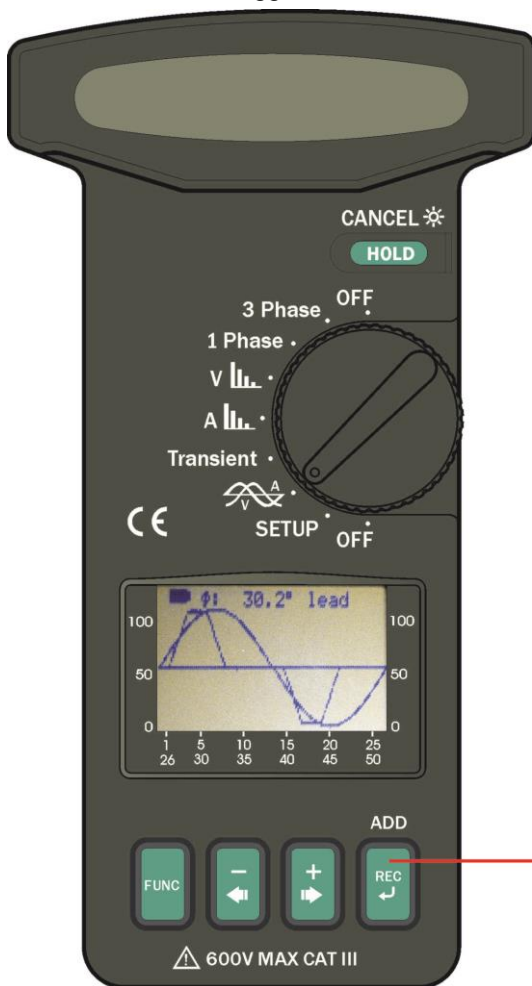 CANCEL
HOLD
OFF
3 Phase
1 Phase
V
A
Transient
A
V
SETUP
OFF
CE
φ: 30.2° lead
100 100
50 50
0 0
1 5 10 15 20 25
26 30 35 40 45 50
ADD
FUNC - + REC
600V MAX CAT III